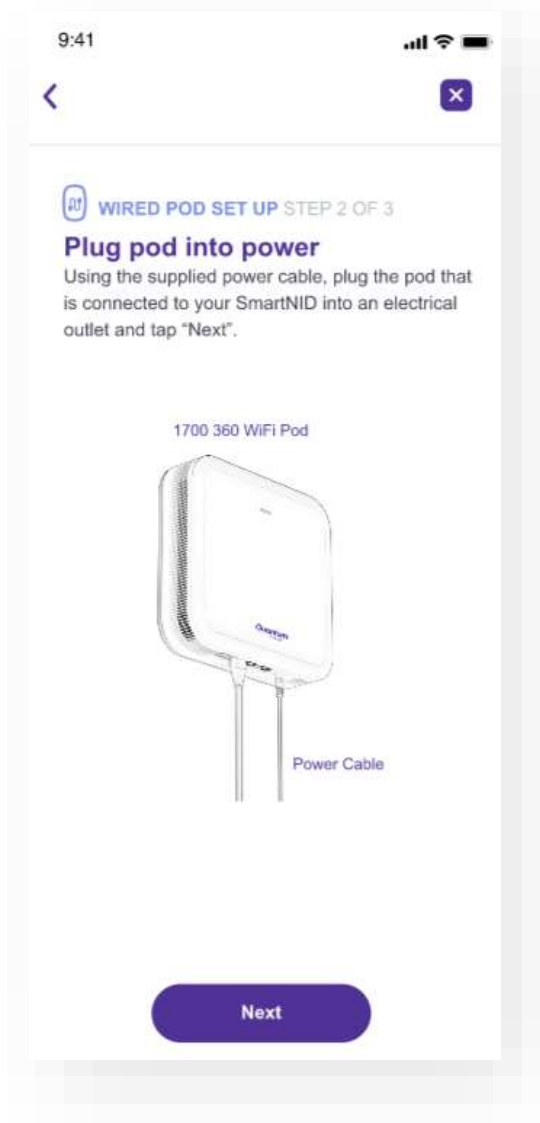 9:41
WIRED POD SET UP STEP 2 OF 3
Plug pod into power
Using the supplied power cable, plug the pod that
is connected to your SmartNID into an electrical
outlet and tap “Next”.
1700 360 WiFi Pod
Quantum
Power Cable
Next